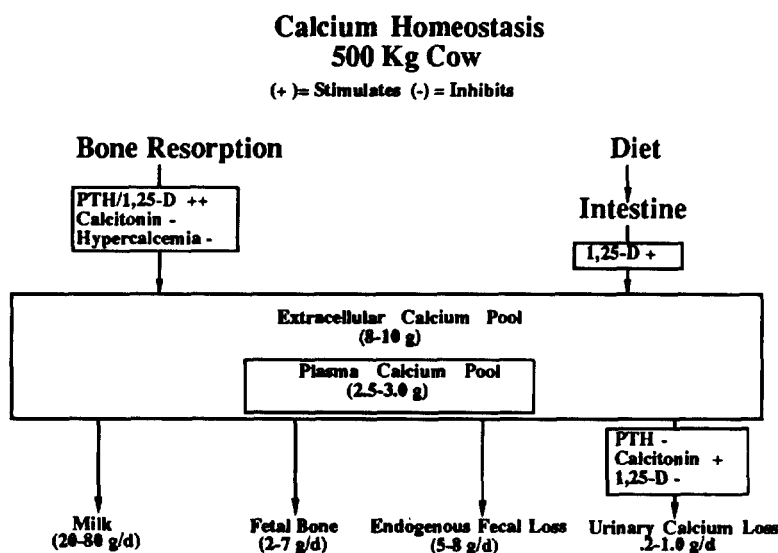 Calcium Homeostasis
500 Kg Cow
(+)= Stimulates (-) = Inhibits
Bone Resorption
Diet
PTH/1,25-D ++
Calcitonin -
Hypercalcemia -
Intestine
1,25-D +
Extracellular Calcium Pool
(8-10 g)
Plasma Calcium Pool
(2.5-3.0 g)
PTH -
Calcitonin +
1,25-D -
Milk
(20-80 g/d)
Fetal Bone
(2-7 g/d)
Endogenous Fecal Loss
(5-8 g/d)
Urinary Calcium Loss
.2-1.0 g/d